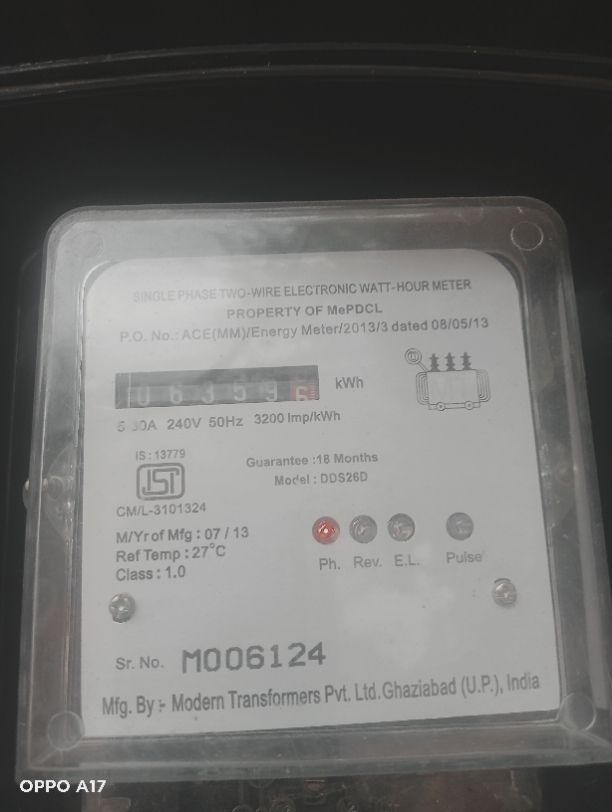 SINGLE PHASE TWO-WIRE ELECTRONIC WATT-HOUR METER
PROPERTY OF MePDCL
P.O. No.: ACE(MM)/Energy Meter/2013/3 dated 08/05/13
063596 kWh
240V 50Hz 3200 Imp/kWh
IS : 13779
ISI
CM/L-3101324
Guarantee :18 Months
Model : DDS26D
M/Yr of Mfg : 07 / 13
Ref Temp : 27°C
Class : 1.0
Ph. Rev. E.L. Pulse
Sr. No. M006124
Mfg. By :- Modern Transformers Pvt. Ltd. Ghaziabad (U.P.), India
OPPO A17